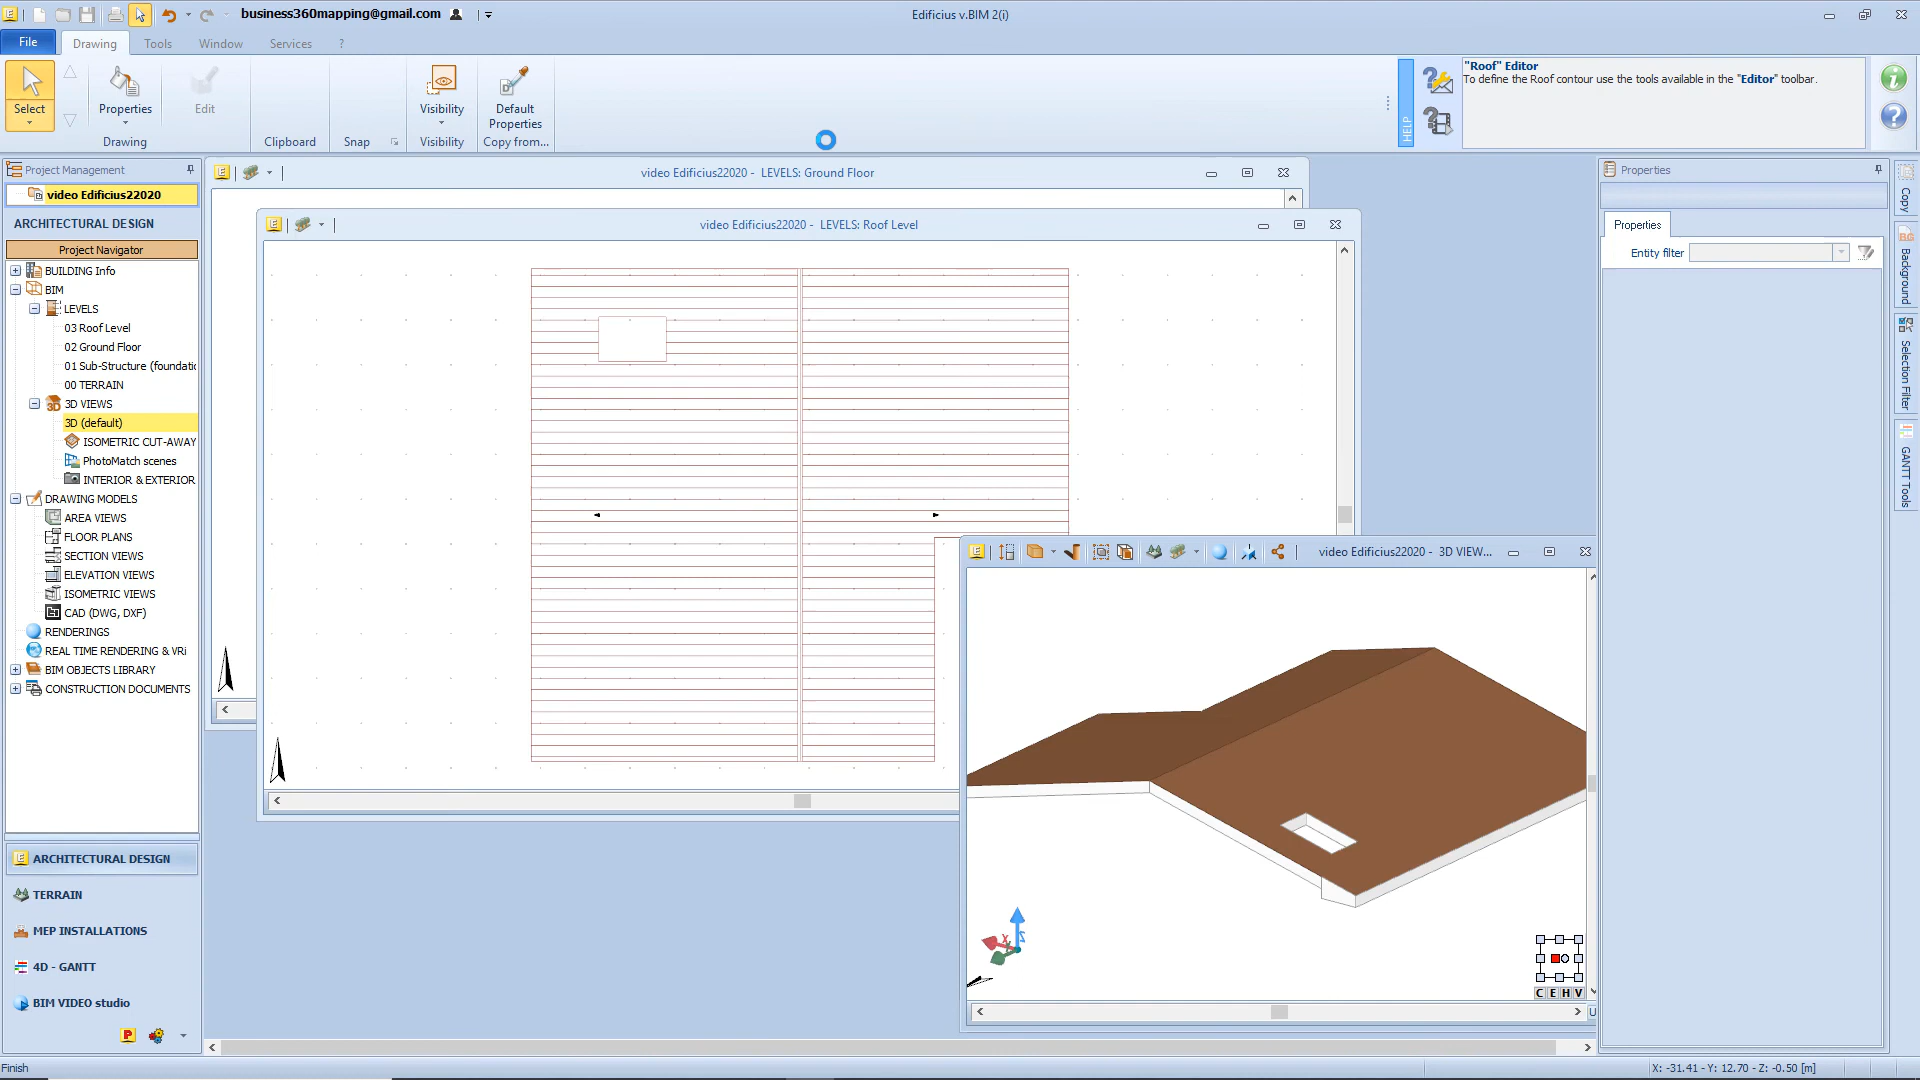 business360mapping@gmail.com
Edificius v.BIM 2(i)
File
Drawing
Tools
Window
Services
?
Select
Properties
Edit
Visibility
Default
Properties
Drawing
Clipboard
Snap
Visibility
Copy from...
HELP
"Roof" Editor
To define the Roof contour use the tools available in the "Editor" toolbar.
Project Management
video Edificius22020
ARCHITECTURAL DESIGN
Project Navigator
BUILDING Info
BIM
LEVELS
03 Roof Level
02 Ground Floor
01 Sub-Structure (foundatio
00 TERRAIN
3D VIEWS
3D (default)
ISOMETRIC CUT-AWAY
PhotoMatch scenes
INTERIOR & EXTERIOR
DRAWING MODELS
AREA VIEWS
FLOOR PLANS
SECTION VIEWS
ELEVATION VIEWS
ISOMETRIC VIEWS
CAD (DWG, DXF)
RENDERINGS
REAL TIME RENDERING & VRi
BIM OBJECTS LIBRARY
CONSTRUCTION DOCUMENTS
ARCHITECTURAL DESIGN
TERRAIN
MEP INSTALLATIONS
4D - GANTT
BIM VIDEO studio
Finish
video Edificius22020 - LEVELS: Ground Floor
video Edificius22020 - LEVELS: Roof Level
video Edificius22020 - 3D VIEW...
X
Z
C E H V
Properties
Properties
Entity filter
Copy
Background
Selection Filter
GANTT Tools
X: -31.41 - Y: 12.70 - Z: -0.50 [m]